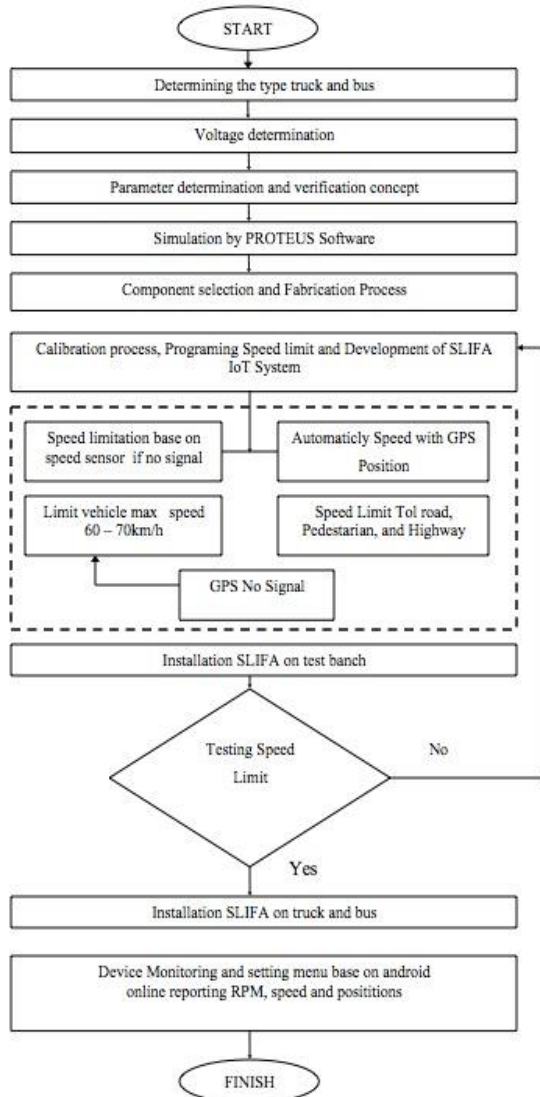 START
Determining the type truck and bus
Voltage determination
Parameter determination and verification concept
Simulation by PROTEUS Software
Component selection and Fabrication Process
Calibration process, Programing Speed limit and Development of SLIFA
IoT System
Speed limitation base on
speed sensor if no signal
Automaticly Speed with GPS
Position
Limit vehicle max speed
60 – 70km/h
Speed Limit Tol road,
Pedestarian, and Highway
GPS No Signal
Installation SLIFA on test banch
Testing Speed
Limit
No
Yes
Installation SLIFA on truck and bus
Device Monitoring and setting menu base on android
online reporting RPM, speed and posititions
FINISH